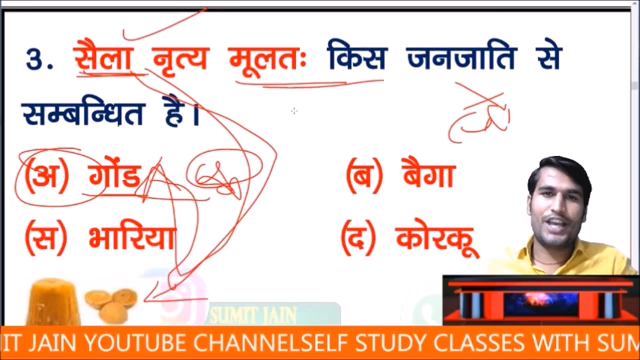 3. सैला नृत्य मूलतः किस जनजाति से
सम्बन्धित है।
(अ) गोंड (ब) बैगा
(स) भारिया (द) कोरकू
SUMIT JAIN
IT JAIN YOUTUBE CHANNELSELF STUDY CLASSES WITH SUM